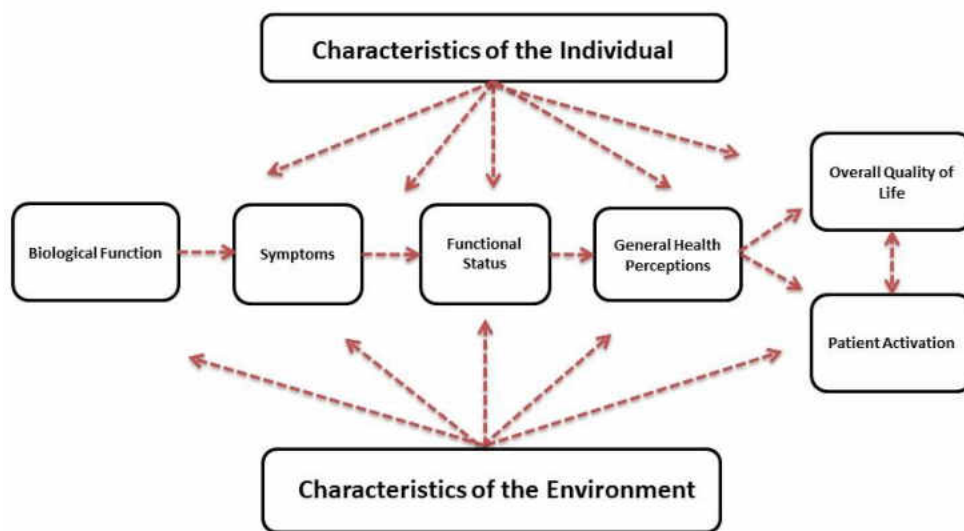 Characteristics of the Individual
Overall Quality of
Life
Biological Function
Symptoms
Functional
Status
General Health
Perceptions
Patient Activation
Characteristics of the Environment